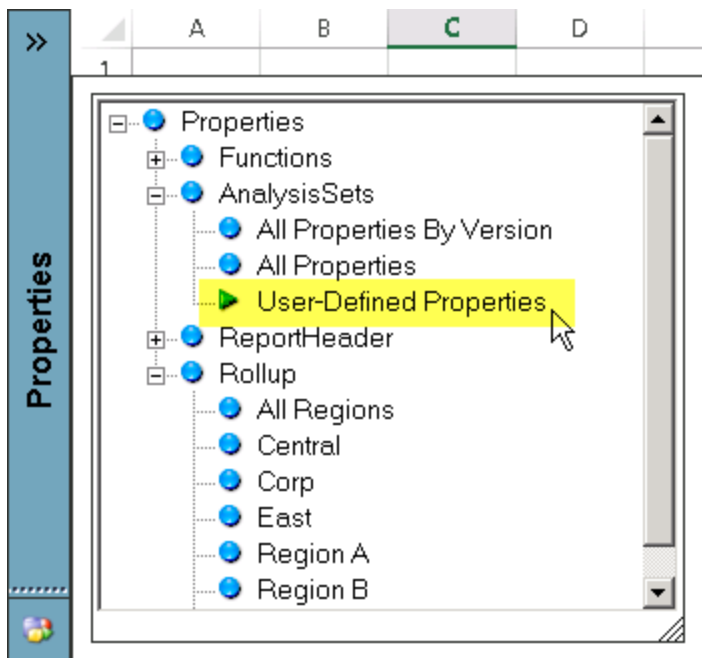 »
A B C D
1
Properties
Properties
Functions
AnalysisSets
All Properties By Version
All Properties
User-Defined Properties
ReportHeader
Rollup
All Regions
Central
Corp
East
Region A
Region B